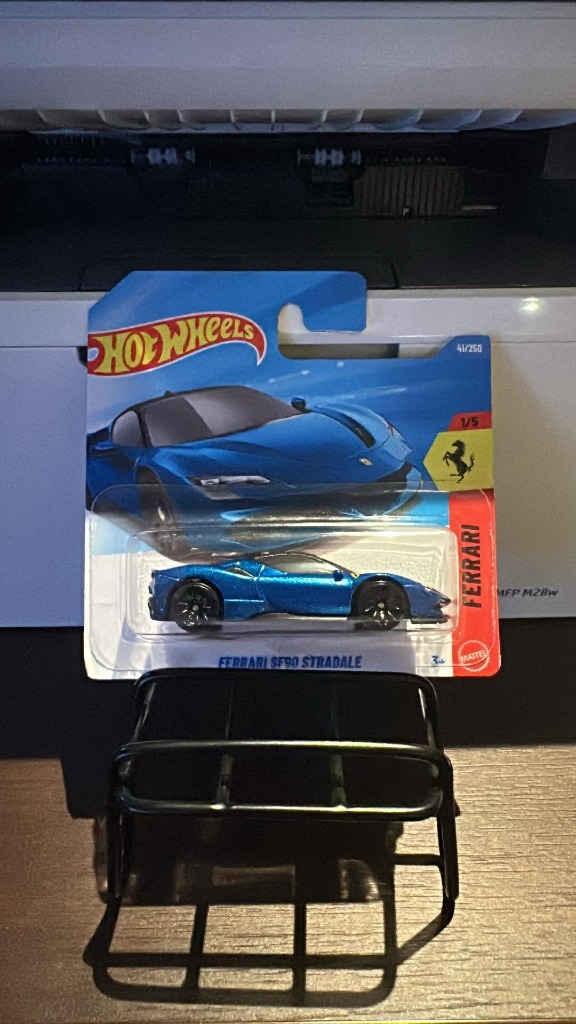 HOT WHEELS
41/250
1/5
FERRARI
MFP M28w
FERRARI SF90 STRADALE
3+
MATTEL